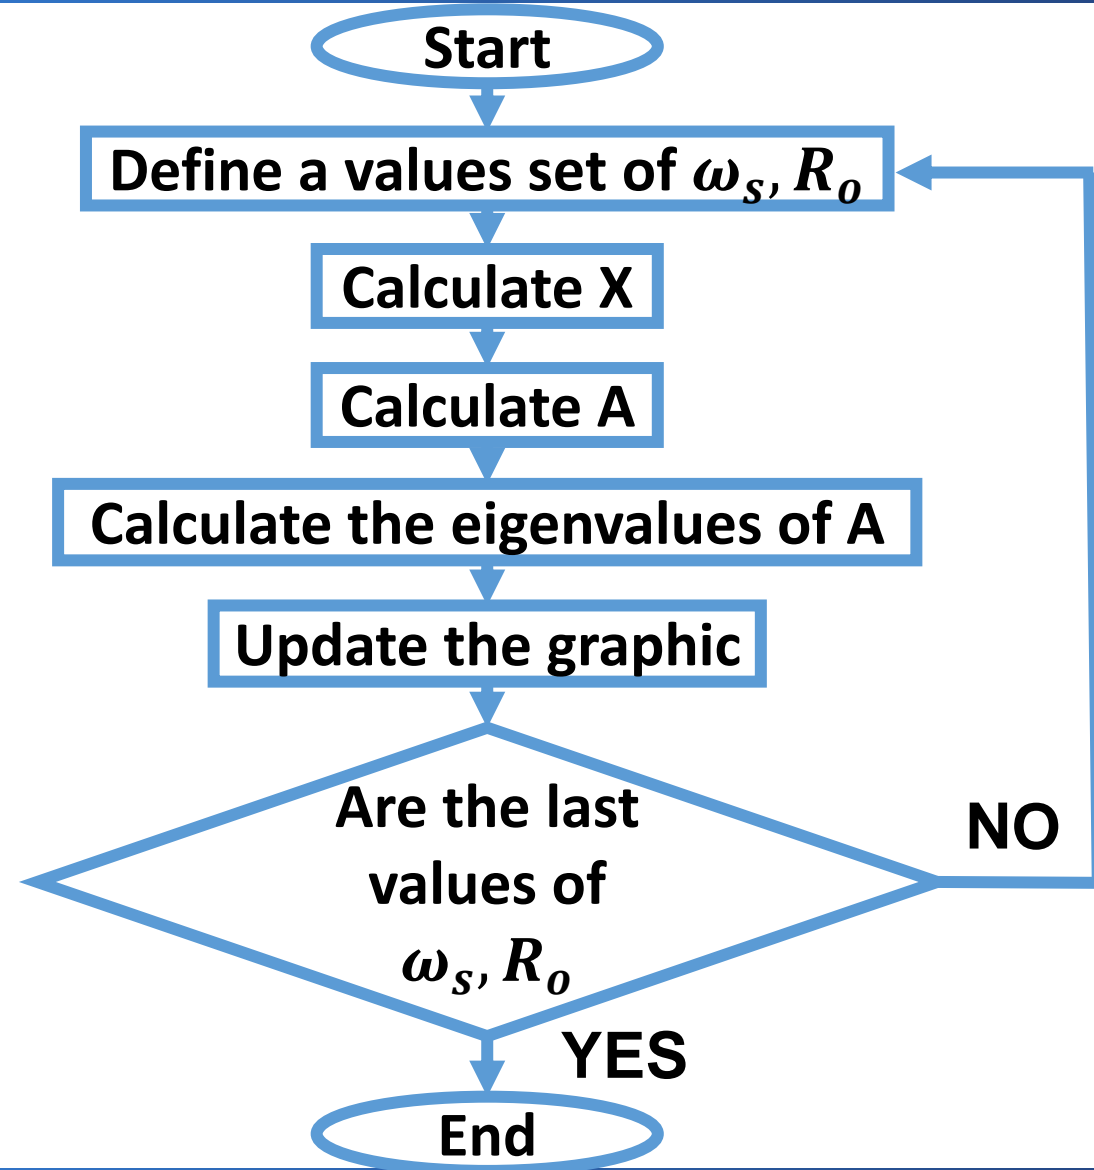 Start
Define a values set of ωₛ, Rₒ
Calculate X
Calculate A
Calculate the eigenvalues of A
Update the graphic
Are the last
values of
ωₛ, Rₒ
NO
YES
End